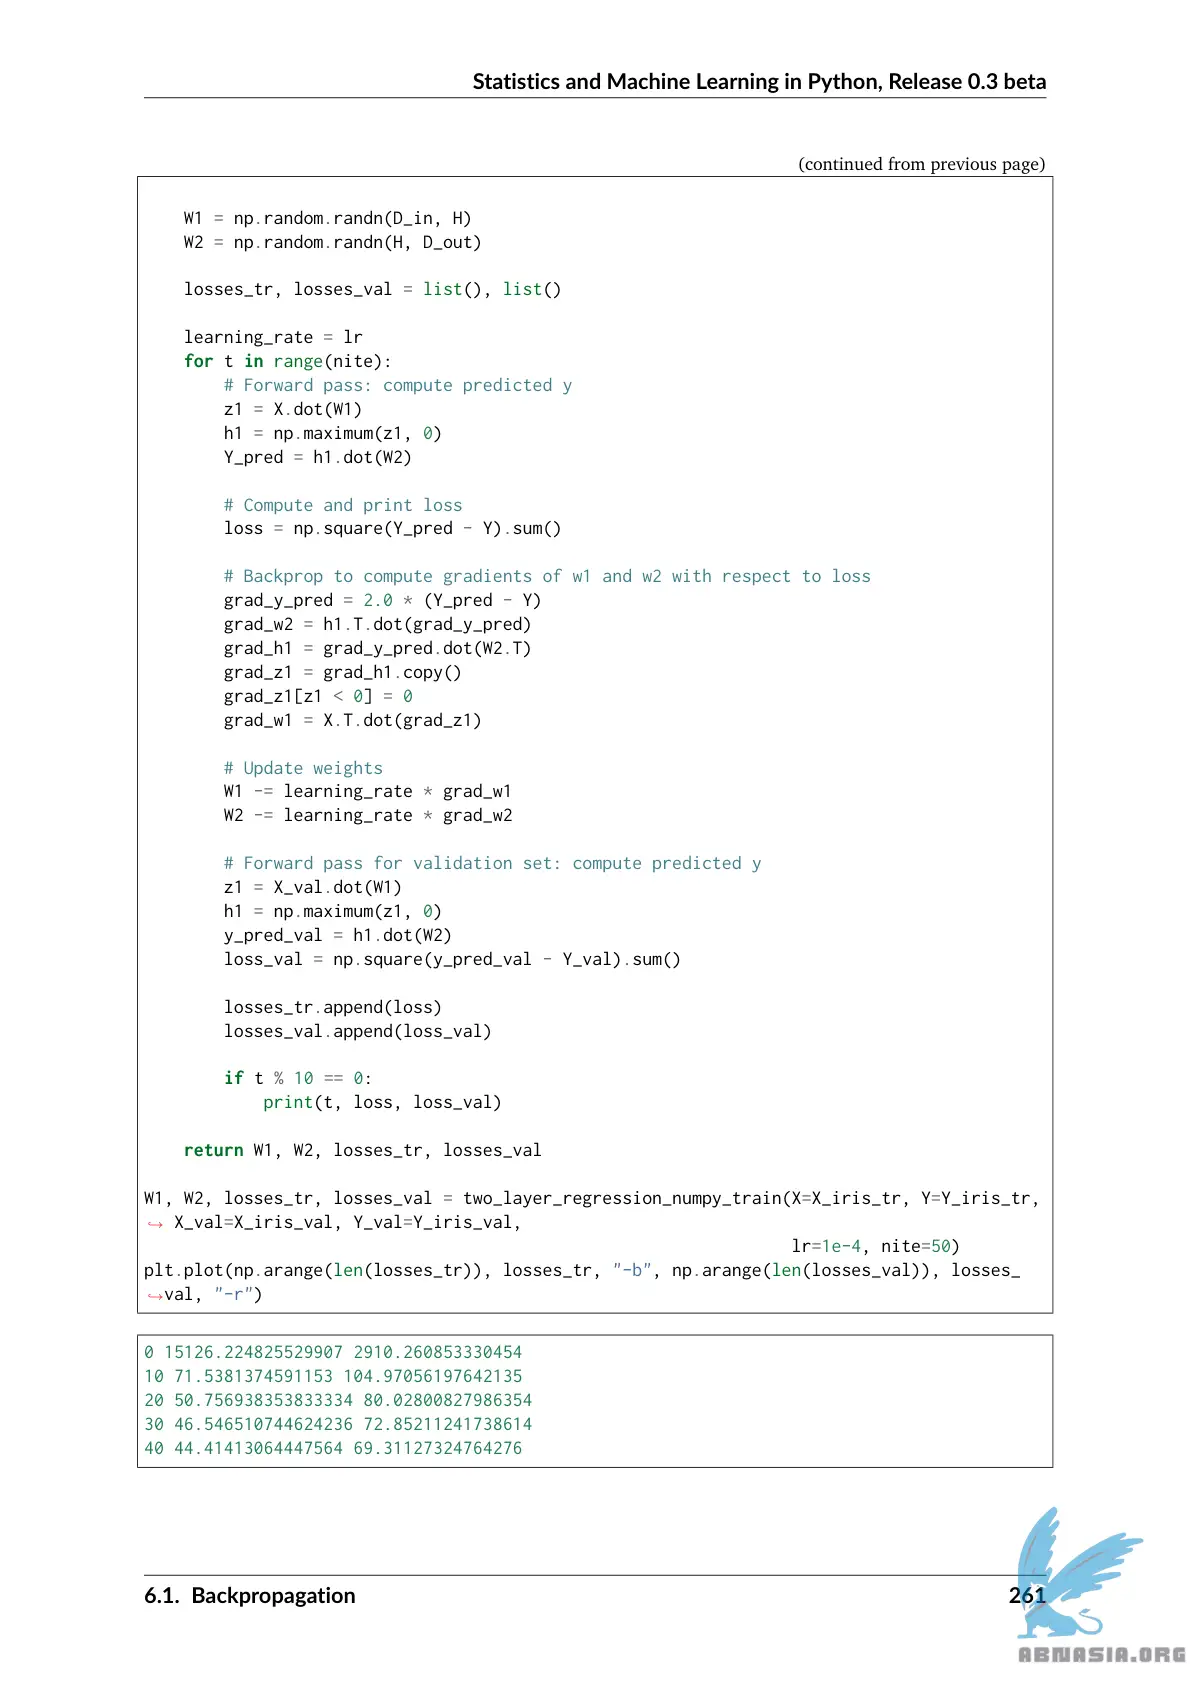 Statistics and Machine Learning in Python, Release 0.3 beta
(continued from previous page)
W1 = np.random.randn(D_in, H)
W2 = np.random.randn(H, D_out)
losses_tr, losses_val = list(), list()
learning_rate = lr
for t in range(nite):
# Forward pass: compute predicted y
z1 = X.dot(W1)
h1 = np.maximum(z1, 0)
Y_pred = h1.dot(W2)
# Compute and print loss
loss = np.square(Y_pred - Y).sum()
# Backprop to compute gradients of w1 and w2 with respect to loss
grad_y_pred = 2.0 * (Y_pred - Y)
grad_w2 = h1.T.dot(grad_y_pred)
grad_h1 = grad_y_pred.dot(W2.T)
grad_z1 = grad_h1.copy()
grad_z1[z1 < 0] = 0
grad_w1 = X.T.dot(grad_z1)
# Update weights
W1 -= learning_rate * grad_w1
W2 -= learning_rate * grad_w2
# Forward pass for validation set: compute predicted y
z1 = X_val.dot(W1)
h1 = np.maximum(z1, 0)
y_pred_val = h1.dot(W2)
loss_val = np.square(y_pred_val - Y_val).sum()
losses_tr.append(loss)
losses_val.append(loss_val)
if t % 10 == 0:
print(t, loss, loss_val)
return W1, W2, losses_tr, losses_val
W1, W2, losses_tr, losses_val = two_layer_regression_numpy_train(X=X_iris_tr, Y=Y_iris_tr,
↪ X_val=X_iris_val, Y_val=Y_iris_val,
lr=1e-4, nite=50)
plt.plot(np.arange(len(losses_tr)), losses_tr, "-b", np.arange(len(losses_val)), losses_
↪val, "-r")
0 15126.224825529907 2910.260853330454
10 71.5381374591153 104.97056197642135
20 50.756938353833334 80.02800827986354
30 46.546510744624236 72.85211241738614
40 44.41413064447564 69.31127324764276
6.1. Backpropagation 261
ABNASIA.ORG